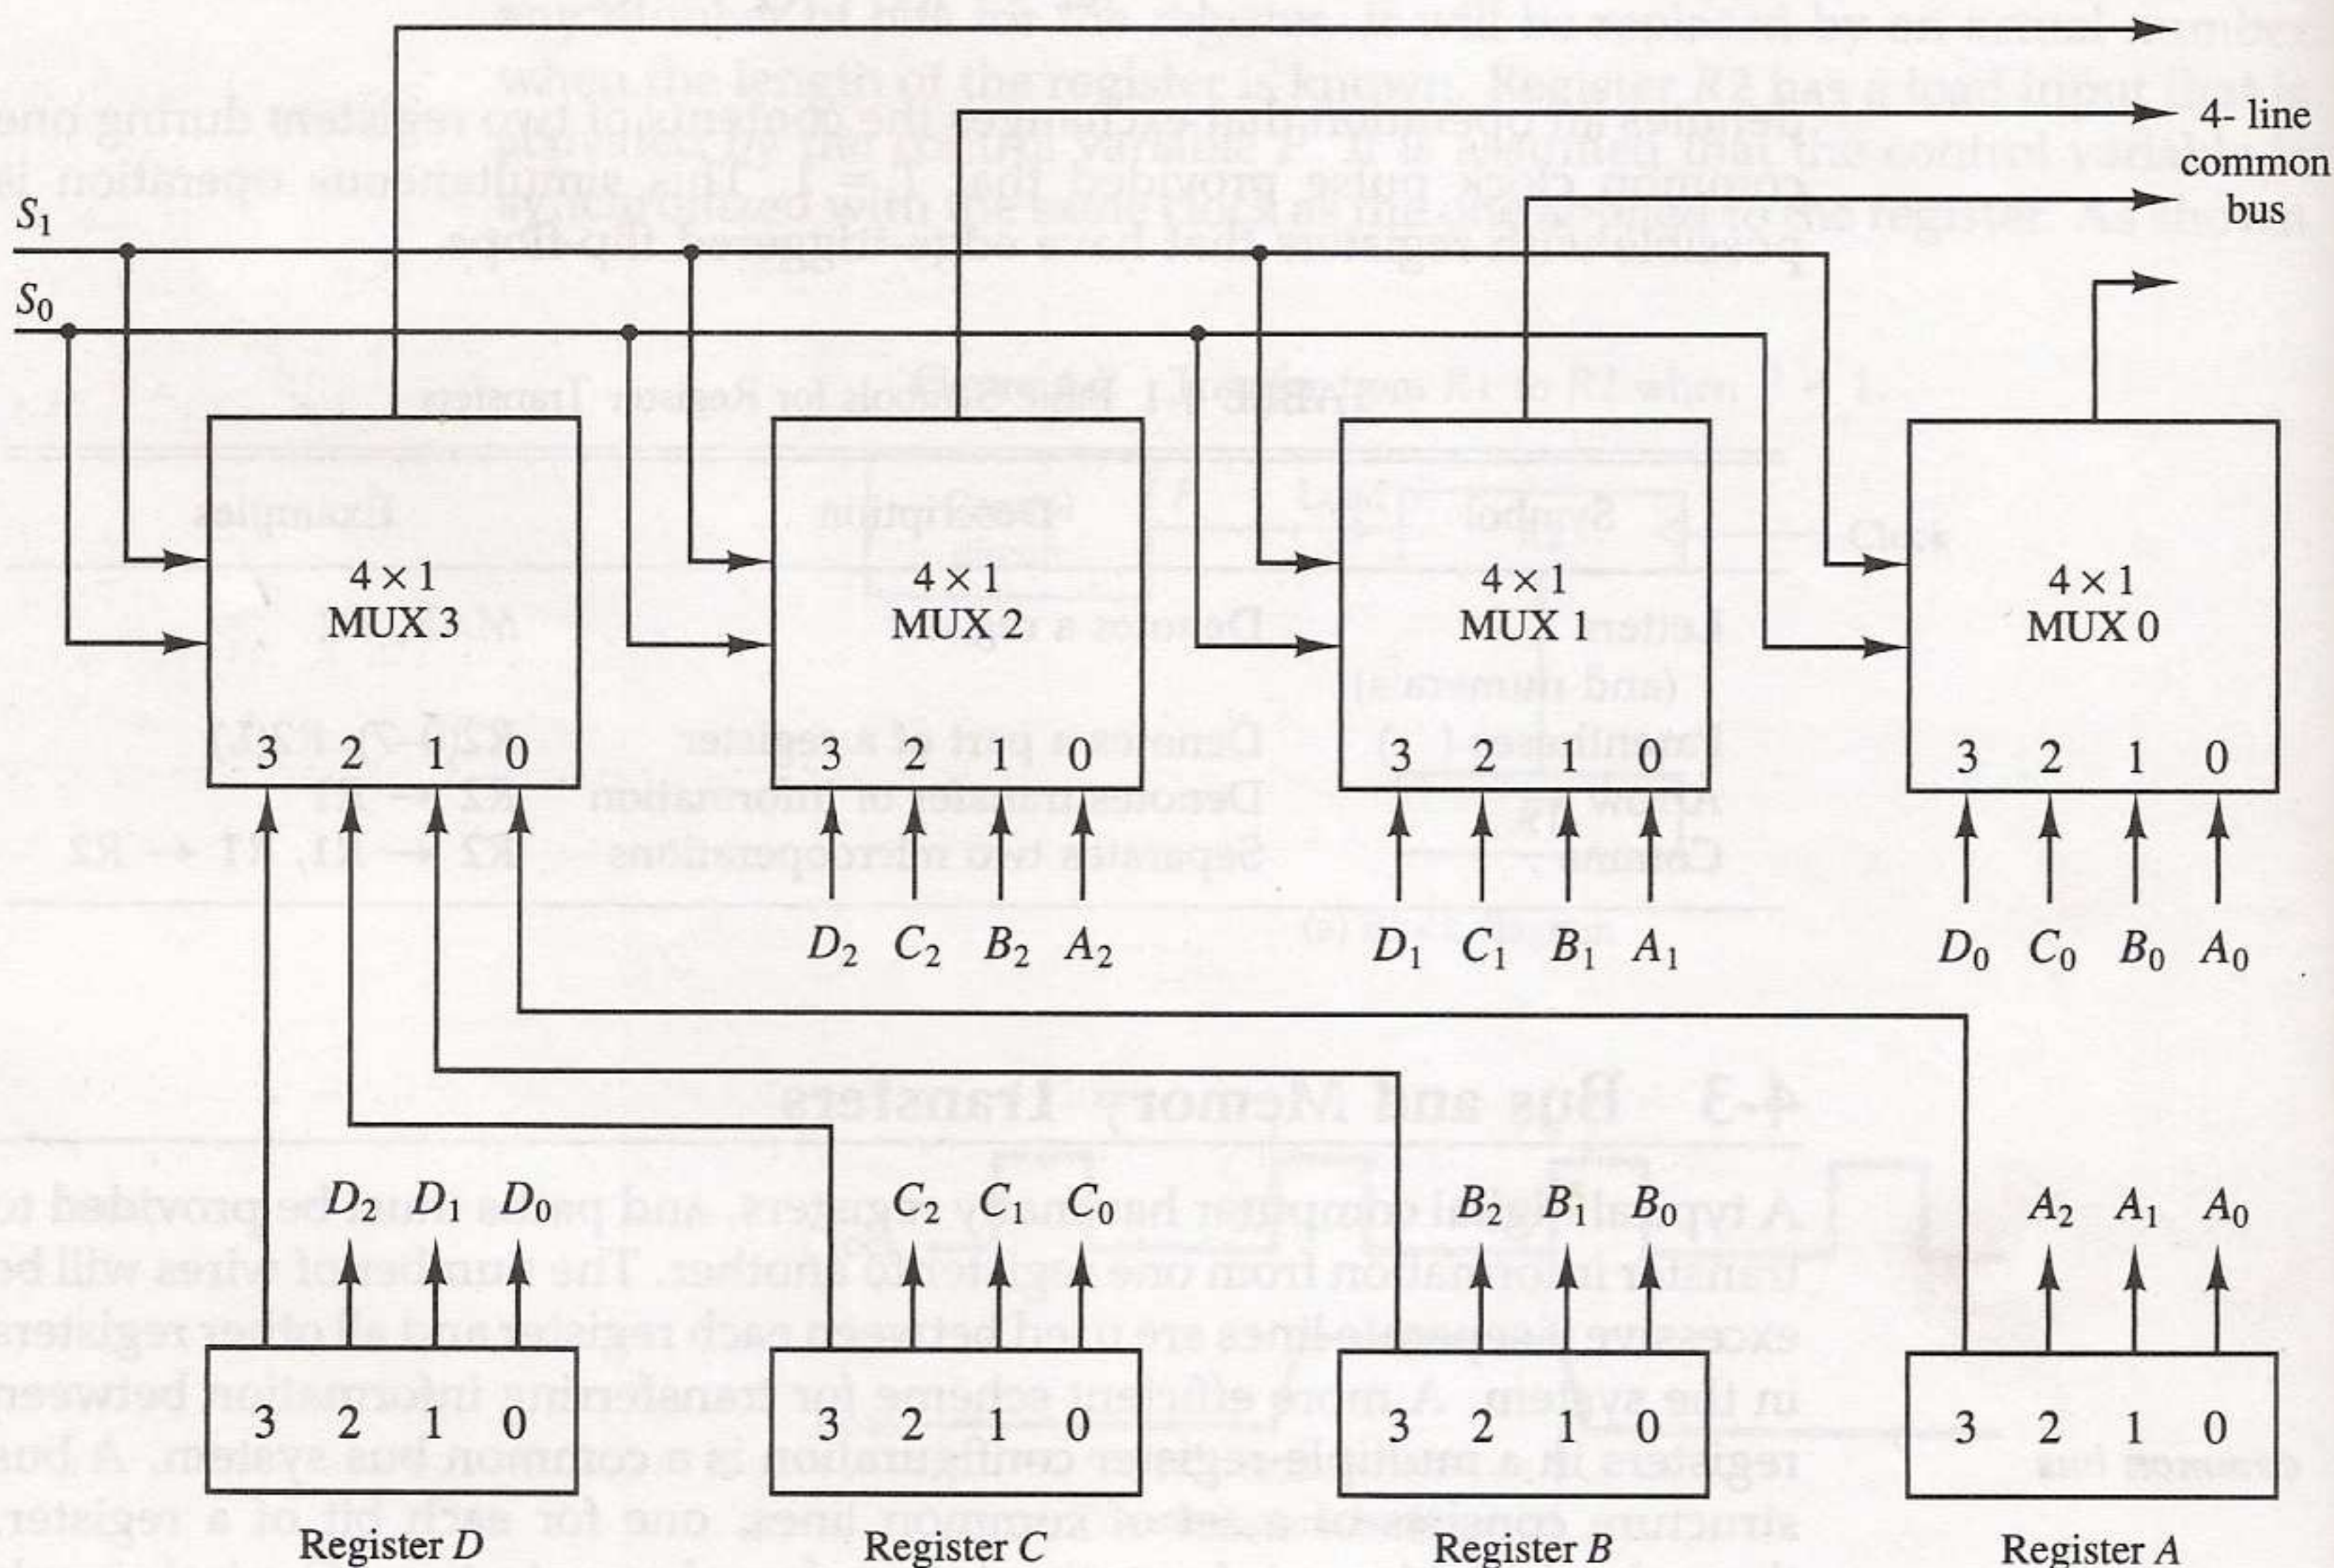 4- line
common
bus
S₁
S₀
4 × 1
MUX 3
3 2 1 0
4 × 1
MUX 2
3 2 1 0
4 × 1
MUX 1
3 2 1 0
4 × 1
MUX 0
3 2 1 0
D₂ C₂ B₂ A₂
D₁ C₁ B₁ A₁
D₀ C₀ B₀ A₀
D₂ D₁ D₀
C₂ C₁ C₀
B₂ B₁ B₀
A₂ A₁ A₀
3 2 1 0
3 2 1 0
3 2 1 0
3 2 1 0
Register D
Register C
Register B
Register A